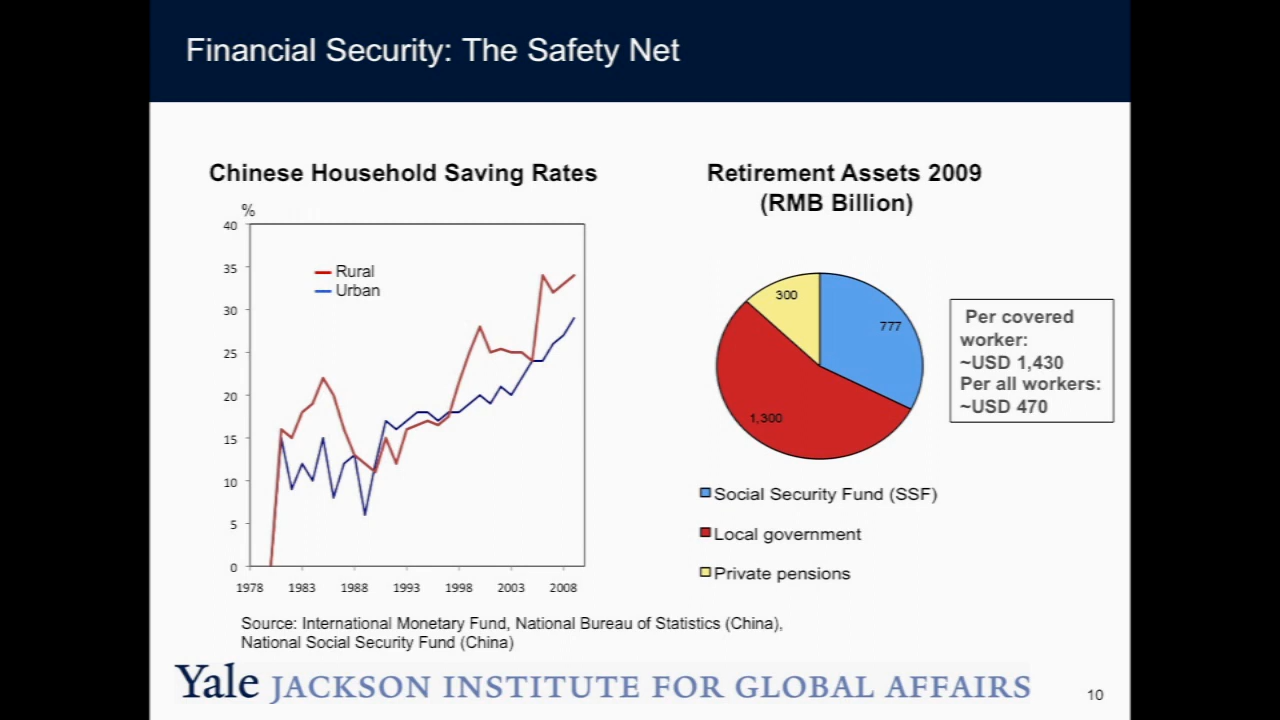 Financial Security: The Safety Net
Chinese Household Saving Rates
%
40
35
30
25
20
15
10
5
0
Rural
Urban
1978 1983 1988 1993 1998 2003 2008
Retirement Assets 2009
(RMB Billion)
300
777
1,300
Per covered
worker:
~USD 1,430
Per all workers:
~USD 470
Social Security Fund (SSF)
Local government
Private pensions
Source: International Monetary Fund, National Bureau of Statistics (China),
National Social Security Fund (China)
Yale JACKSON INSTITUTE FOR GLOBAL AFFAIRS
10